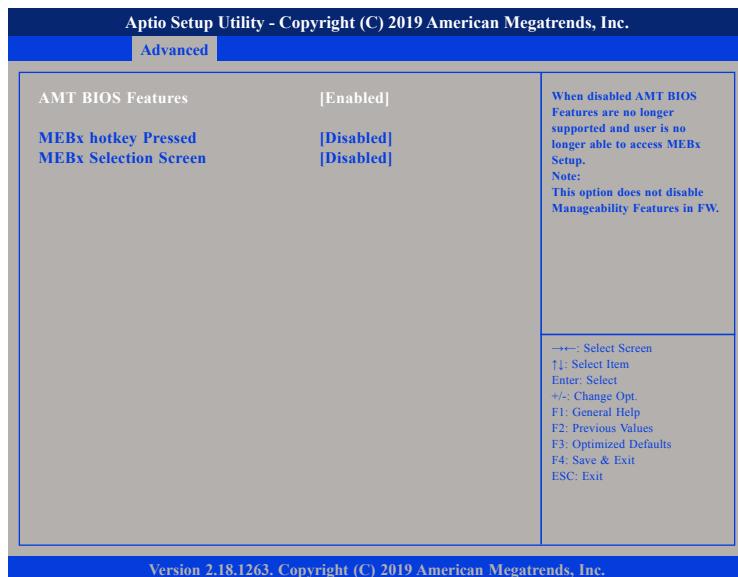 Aptio Setup Utility - Copyright (C) 2019 American Megatrends, Inc.
Advanced
AMT BIOS Features [Enabled]
MEBx hotkey Pressed [Disabled]
MEBx Selection Screen [Disabled]
When disabled AMT BIOS
Features are no longer
supported and user is no
longer able to access MEBx
Setup.
Note:
This option does not disable
Manageability Features in FW.
→←: Select Screen
↑↓: Select Item
Enter: Select
+/-: Change Opt.
F1: General Help
F2: Previous Values
F3: Optimized Defaults
F4: Save & Exit
ESC: Exit
Version 2.18.1263. Copyright (C) 2019 American Megatrends, Inc.